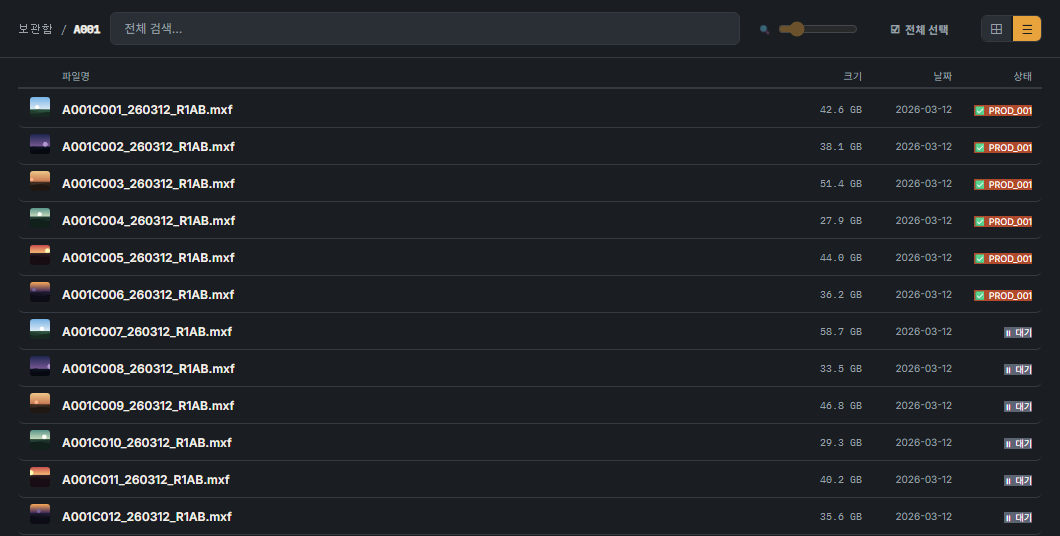 보관함 / A001 전체 검색... 전체 선택
파일명 크기 날짜 상태
A001C001_260312_R1AB.mxf 42.6 GB 2026-03-12 PROD_001
A001C002_260312_R1AB.mxf 38.1 GB 2026-03-12 PROD_001
A001C003_260312_R1AB.mxf 51.4 GB 2026-03-12 PROD_001
A001C004_260312_R1AB.mxf 27.9 GB 2026-03-12 PROD_001
A001C005_260312_R1AB.mxf 44.0 GB 2026-03-12 PROD_001
A001C006_260312_R1AB.mxf 36.2 GB 2026-03-12 PROD_001
A001C007_260312_R1AB.mxf 58.7 GB 2026-03-12 대기
A001C008_260312_R1AB.mxf 33.5 GB 2026-03-12 대기
A001C009_260312_R1AB.mxf 46.8 GB 2026-03-12 대기
A001C010_260312_R1AB.mxf 29.3 GB 2026-03-12 대기
A001C011_260312_R1AB.mxf 40.2 GB 2026-03-12 대기
A001C012_260312_R1AB.mxf 35.6 GB 2026-03-12 대기